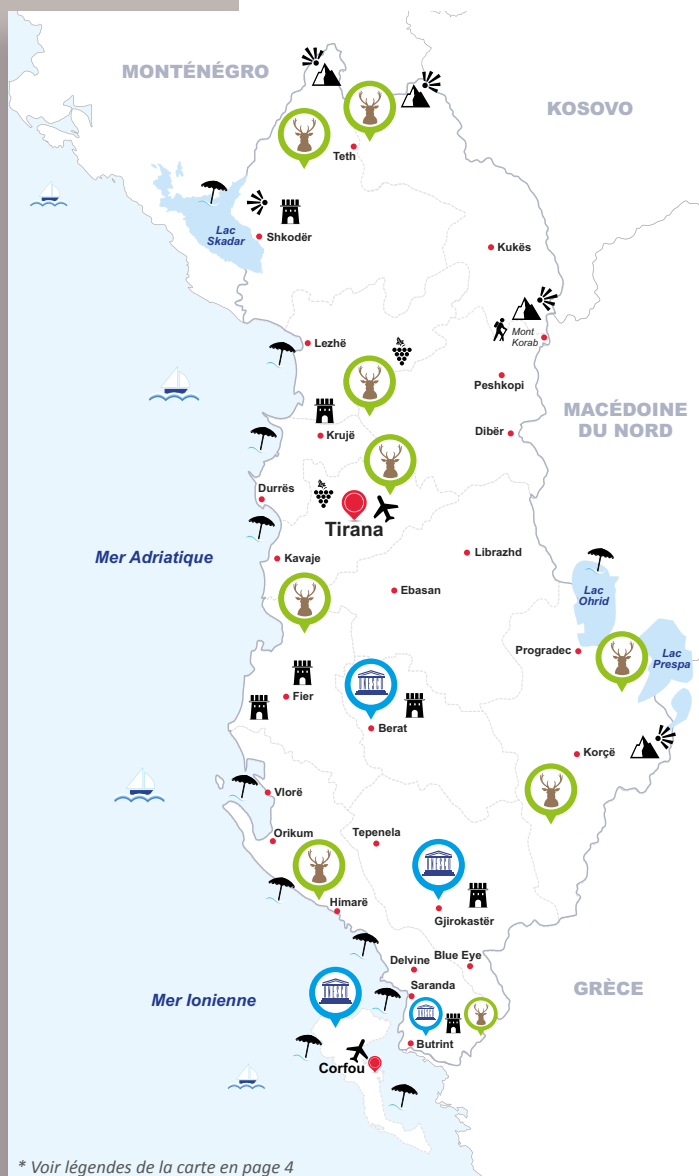 MONTÉNÉGRO
KOSOVO
Teth
Lac
Skadar
Shkodër
Kukës
Mont
Korab
Lezhë
Peshkopi
MACÉDOINE
DU NORD
Krujë
Dibër
Durrës
Tirana
Mer Adriatique
Kavaje
Librazhd
Ebasan
Lac
Ohrid
Progradec
Lac
Prespa
Fier
Berat
Korçë
Vlorë
Orikum
Tepenela
Himarë
Gjirokastër
Delvine
Blue Eye
Mer Ionienne
Saranda
GRÈCE
Butrint
Corfou
* Voir légendes de la carte en page 4